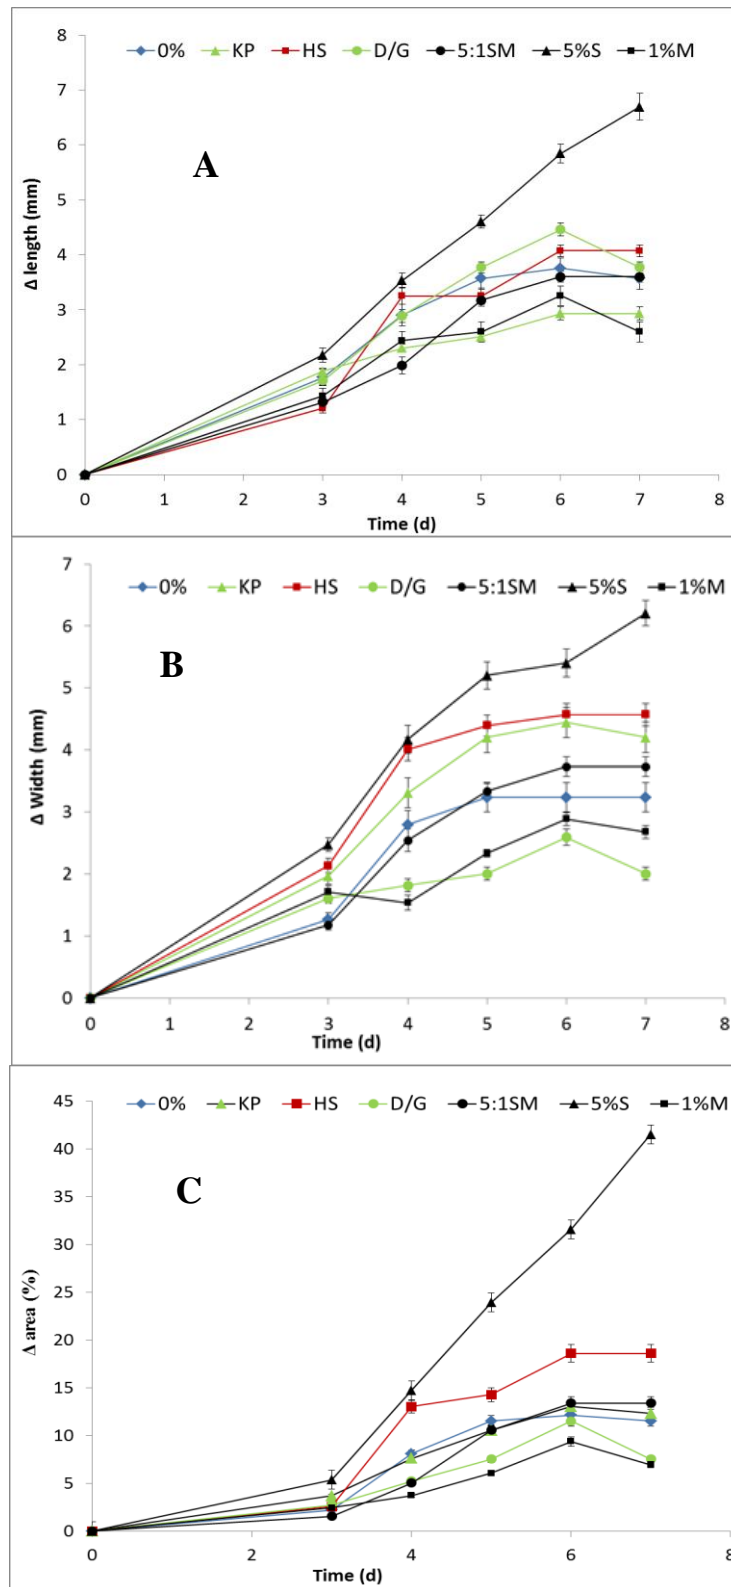 8
0% KP HS D/G 5:1SM 5%S 1%M
7
6
A
5
Δ length (mm)
4
3
2
1
0
0 1 2 3 4 5 6 7 8
Time (d)
7
0% KP HS D/G 5:1SM 5%S 1%M
6
B
5
Δ Width (mm)
4
3
2
1
0
0 1 2 3 4 5 6 7 8
Time (d)
45
0% KP HS D/G 5:1SM 5%S 1%M
40
35
C
30
25
Δ area (%)
20
15
10
5
0
0 2 4 6 8
Time (d)